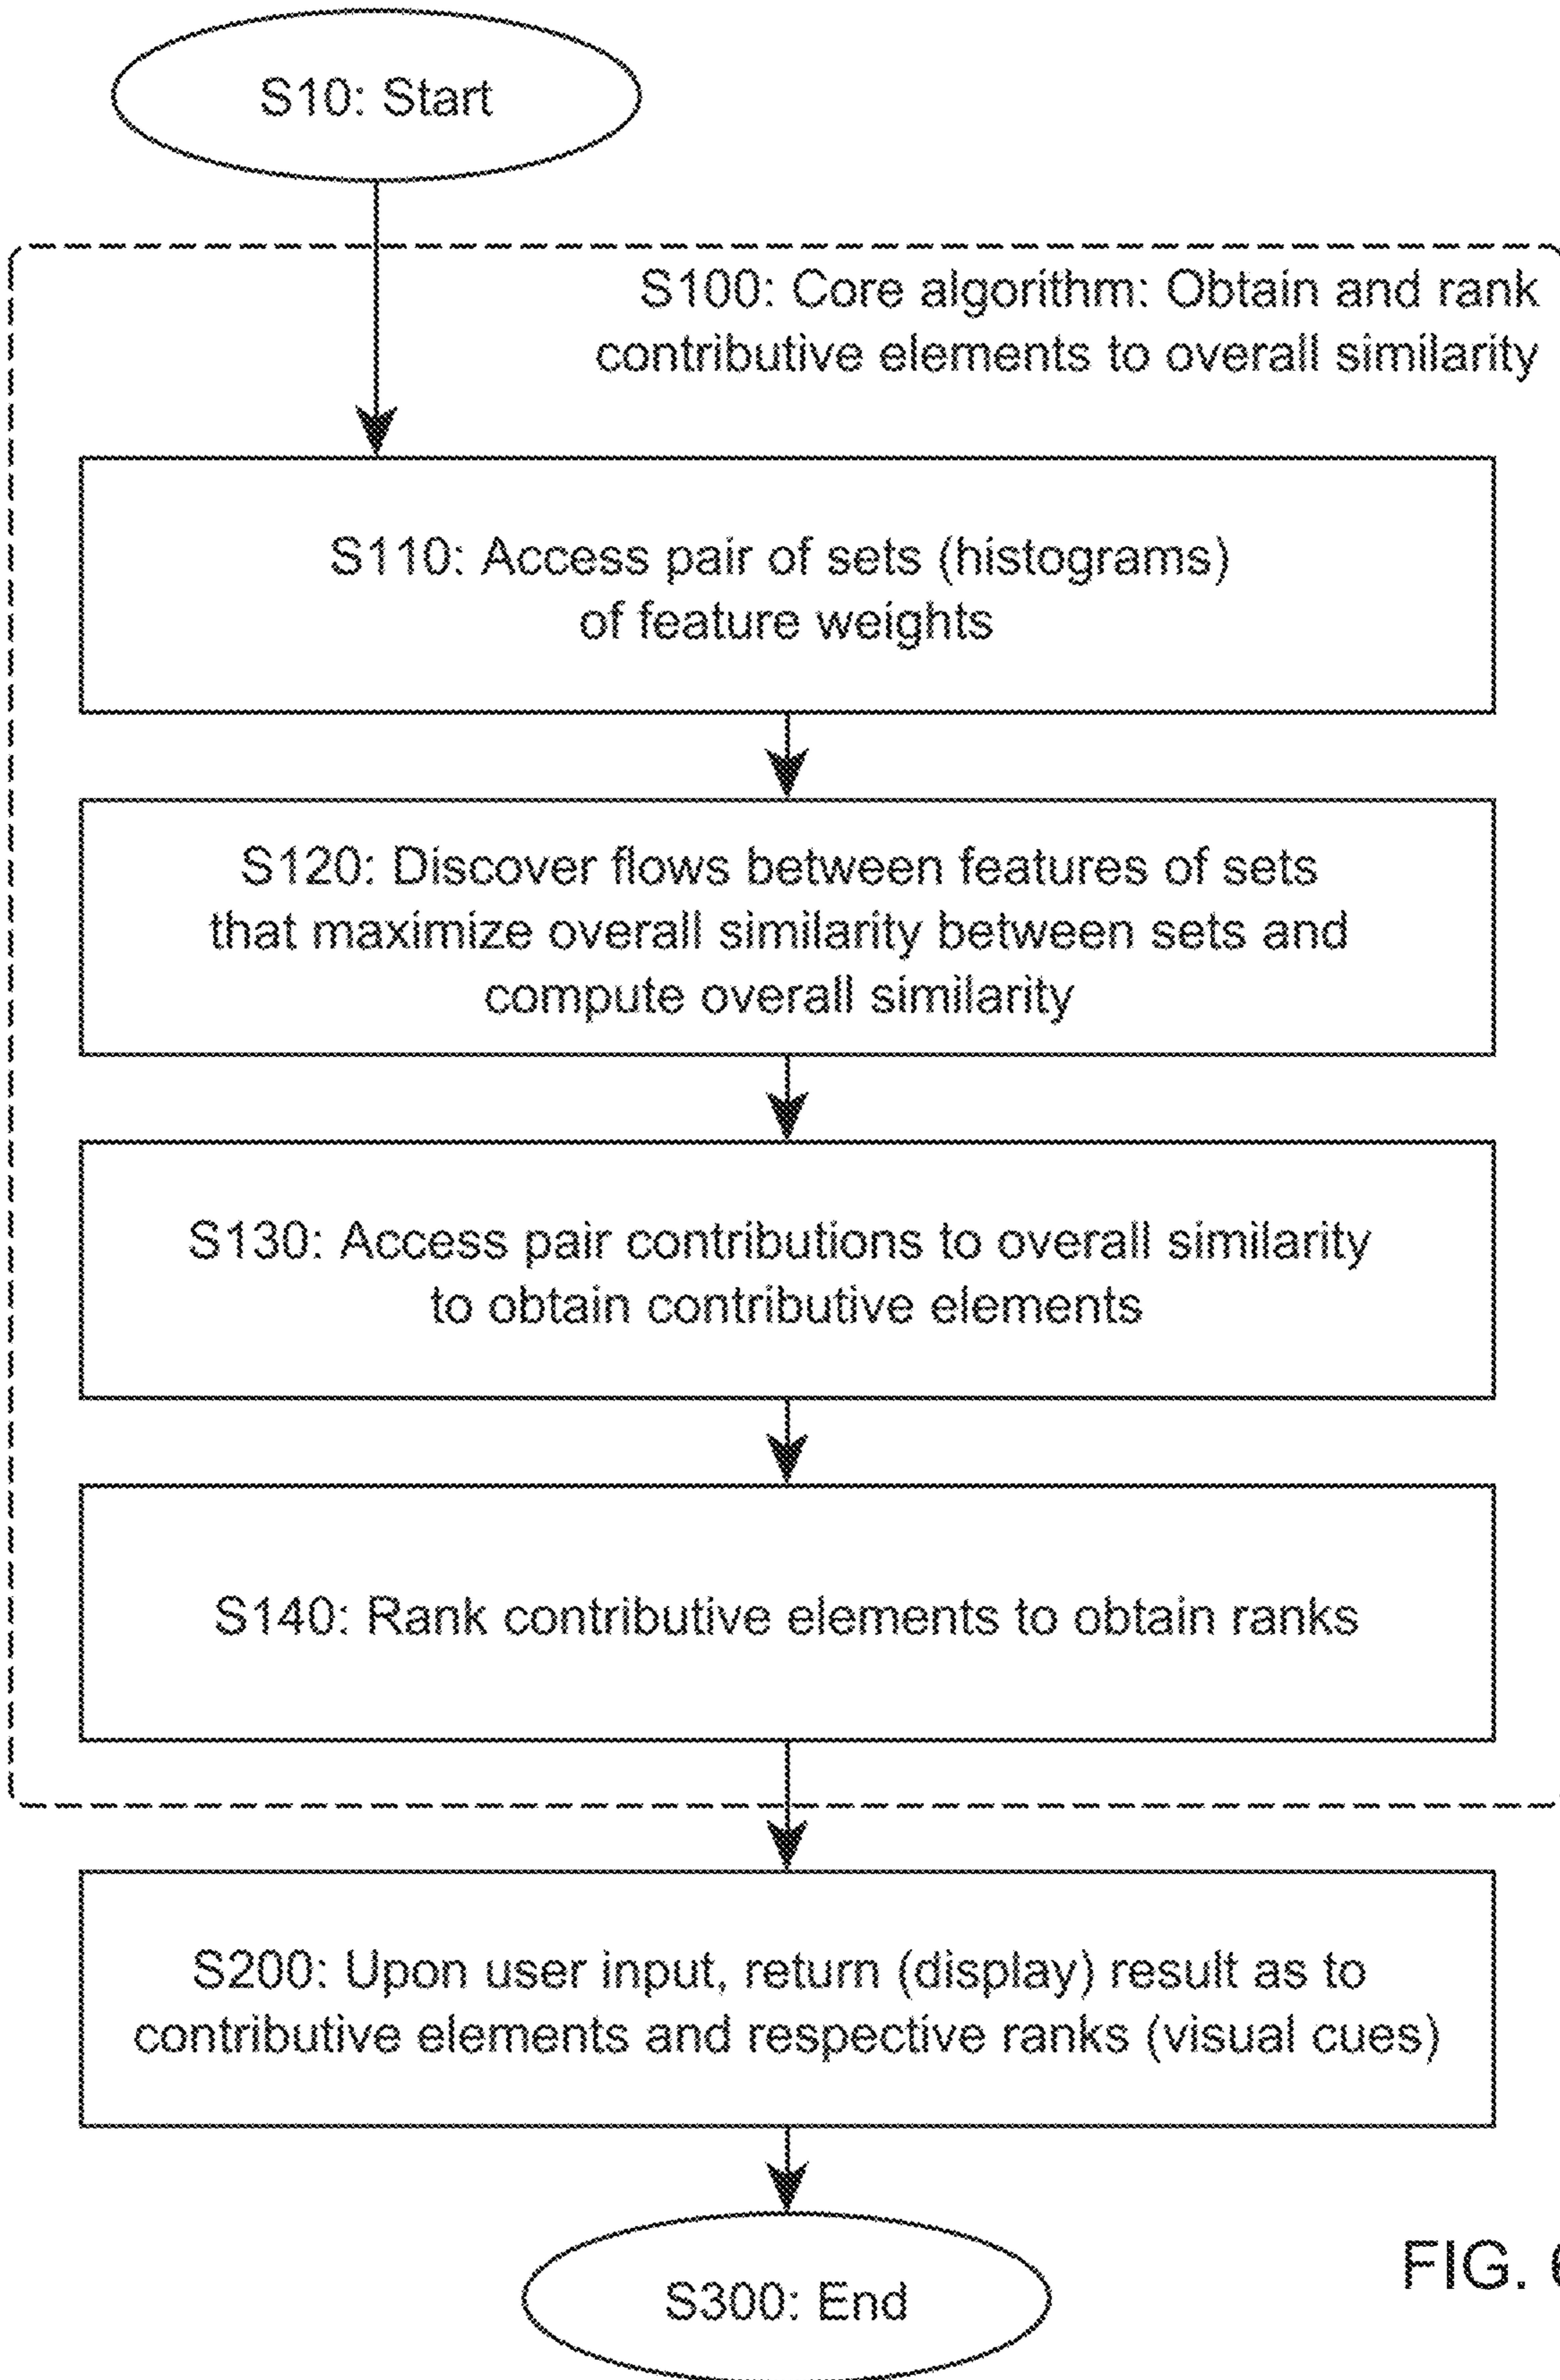 S10: Start
S100: Core algorithm: Obtain and rank
contributive elements to overall similarity
S110: Access pair of sets (histograms)
of feature weights
S120: Discover flows between features of sets
that maximize overall similarity between sets and
compute overall similarity
S130: Access pair contributions to overall similarity
to obtain contributive elements
S140: Rank contributive elements to obtain ranks
S200: Upon user input, return (display) result as to
contributive elements and respective ranks (visual cues)
S300: End
FIG. 6